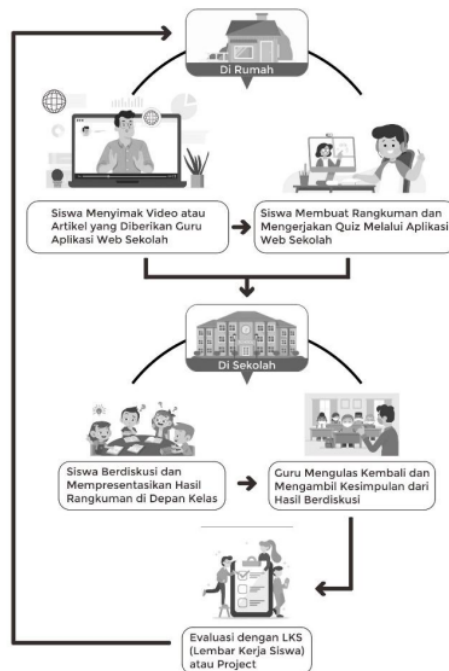 Di Rumah
Siswa Menyimak Video atau
Artikel yang Diberikan Guru
Aplikasi Web Sekolah
Siswa Membuat Rangkuman dan
Mengerjakan Quiz Melalui Aplikasi
Web Sekolah
Di Sekolah
Siswa Berdiskusi dan
Mempresentasikan Hasil
Rangkuman di Depan Kelas
Guru Mengulas Kembali dan
Mengambil Kesimpulan dari
Hasil Berdiskusi
Evaluasi dengan LKS
(Lembar Kerja Siswa)
atau Project